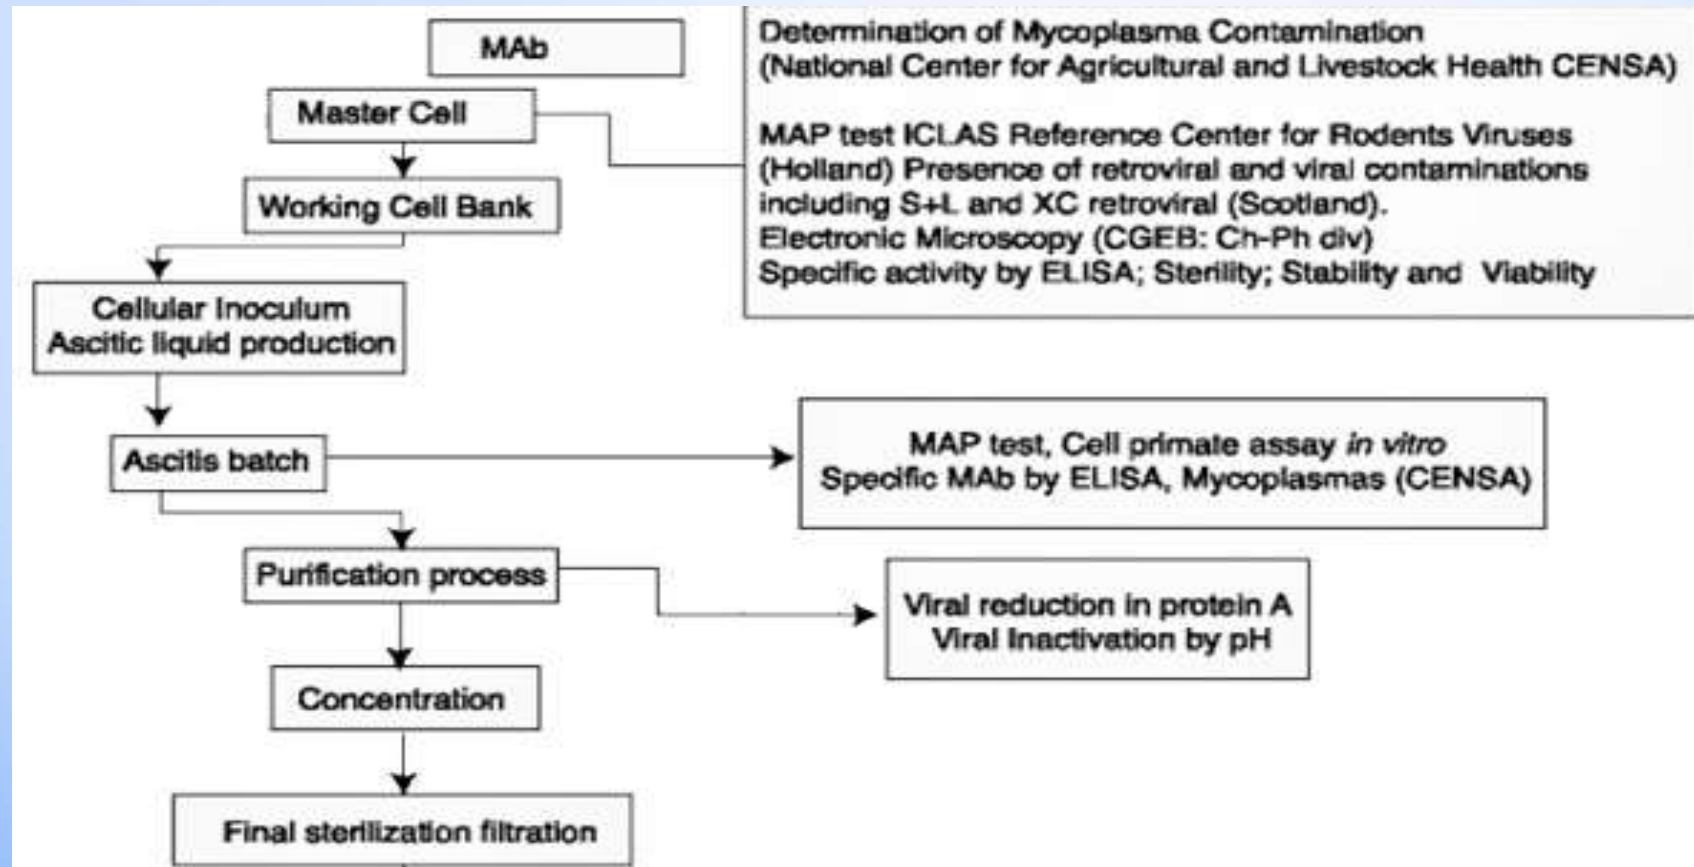 MAb
Determination of Mycoplasma Contamination
(National Center for Agricultural and Livestock Health CENSA)
MAP test ICLAS Reference Center for Rodents Viruses
(Holland) Presence of retroviral and viral contaminations
including S+L and XC retroviral (Scotland).
Electronic Microscopy (CGEB: Ch-Ph div)
Specific activity by ELISA; Sterility; Stability and Viability
Master Cell
Working Cell Bank
Cellular Inoculum
Ascitic liquid production
Ascitis batch
MAP test, Cell primate assay in vitro
Specific MAb by ELISA, Mycoplasmas (CENSA)
Purification process
Viral reduction in protein A
Viral Inactivation by pH
Concentration
Final sterilization filtration